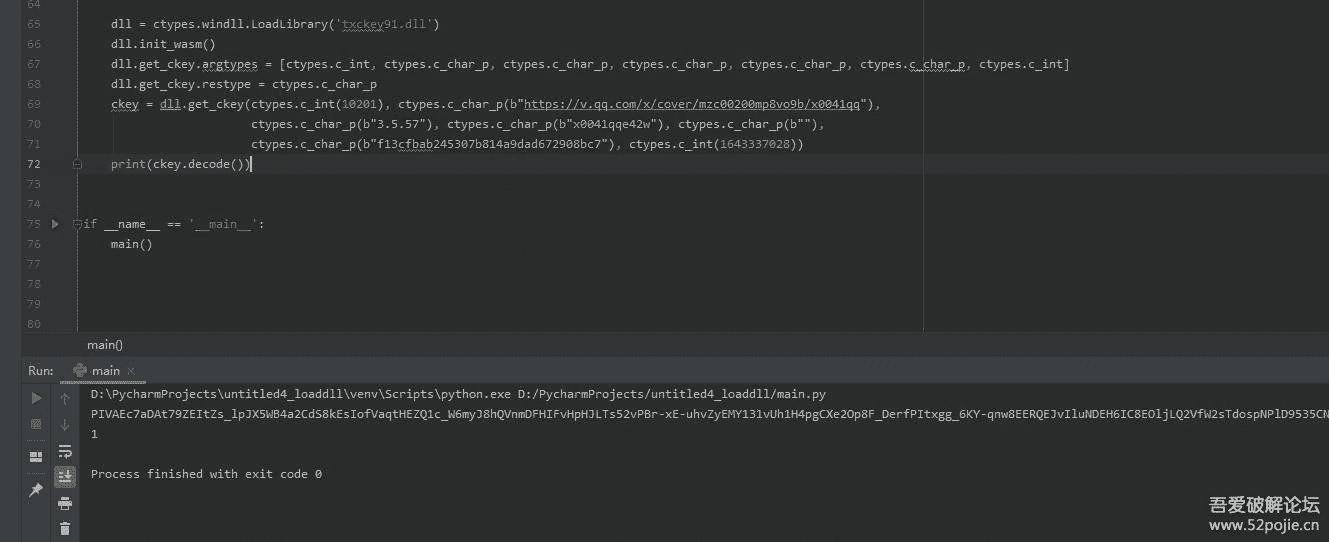 64
65 dll = ctypes.windll.LoadLibrary('txckey91.dll')
66 dll.init_wasm()
67 dll.get_ckey.argtypes = [ctypes.c_int, ctypes.c_char_p, ctypes.c_char_p, ctypes.c_char_p, ctypes.c_char_p, ctypes.c_char_p, ctypes.c_int]
68 dll.get_ckey.restype = ctypes.c_char_p
69 ckey = dll.get_ckey(ctypes.c_int(10201), ctypes.c_char_p(b"https://v.qq.com/x/cover/mzc00200mp8vo9b/x0041qq"),
70 ctypes.c_char_p(b"3.5.57"), ctypes.c_char_p(b"x0041qqe42w"), ctypes.c_char_p(b""),
71 ctypes.c_char_p(b"f13cfbab245307b814a9dad672908bc7"), ctypes.c_int(1643337028))
72 print(ckey.decode())
73
74
75 if __name__ == '__main__':
76 main()
77
78
79
80
main()
Run: main
D:\PycharmProjects\untitled4_loaddll\venv\Scripts\python.exe D:/PycharmProjects/untitled4_loaddll/main.py
PIVAEc7aDAt79ZEItZs_lpJX5WB4a2CdS8kEsIofVaqtHEZQ1c_W6myJ8hQVnmDFHIFvHpHJLTs52vPBr-xE-uhvZyEMY131vUh1H4pgCXe2Op8F_DerfPItxgg_6KY-qnw8EERQEJvIluNDEH6IC8EOljLQ2VfW2sTdospNPlD9535CN
1
Process finished with exit code 0
吾爱破解论坛
www.52pojie.cn